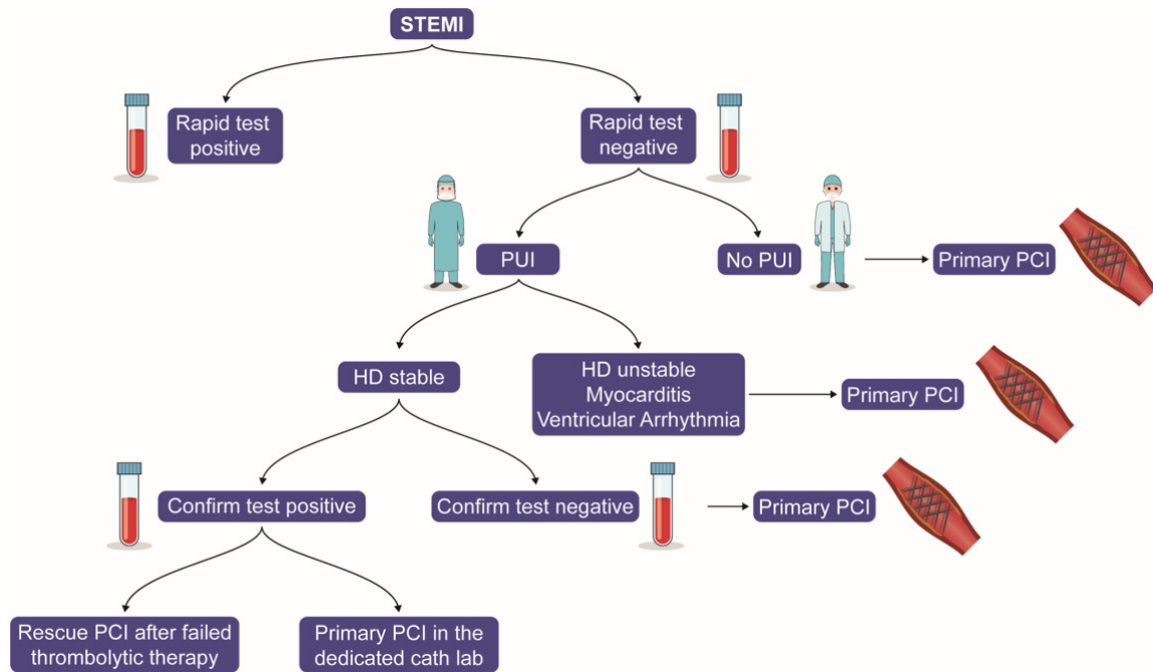 STEMI
Rapid test
positive
Rapid test
negative
PUI
No PUI
Primary PCI
HD stable
HD unstable
Myocarditis
Ventricular Arrhythmia
Primary PCI
Confirm test positive
Confirm test negative
Primary PCI
Rescue PCI after failed
thrombolytic therapy
Primary PCI in the
dedicated cath lab